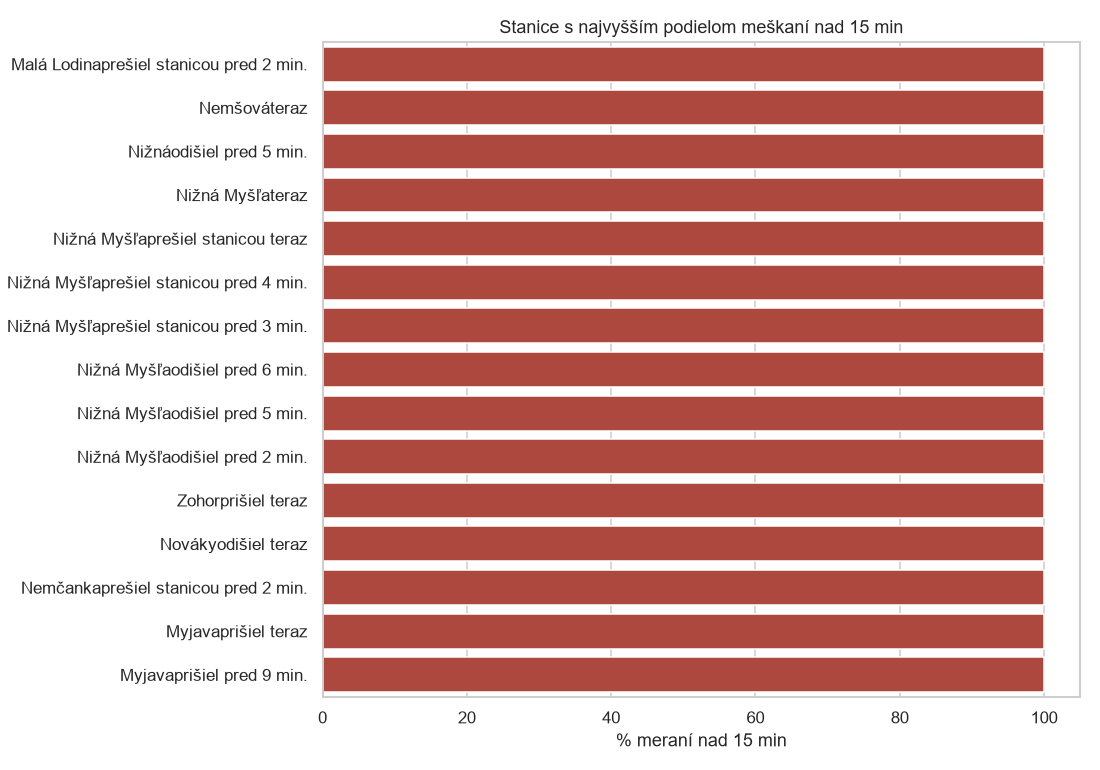 Stanice s najvyšším podielom meškaní nad 15 min
Malá Lodinaprešiel stanicou pred 2 min.
Nemšováteraz
Nižnáodišiel pred 5 min.
Nižná Myšľateraz
Nižná Myšľaprešiel stanicou teraz
Nižná Myšľaprešiel stanicou pred 4 min.
Nižná Myšľaprešiel stanicou pred 3 min.
Nižná Myšľaodišiel pred 6 min.
Nižná Myšľaodišiel pred 5 min.
Nižná Myšľaodišiel pred 2 min.
Zohorprišiel teraz
Novákyodišiel teraz
Nemčankaprešiel stanicou pred 2 min.
Myjavaprišiel teraz
Myjavaprišiel pred 9 min.
0 20 40 60 80 100
% meraní nad 15 min